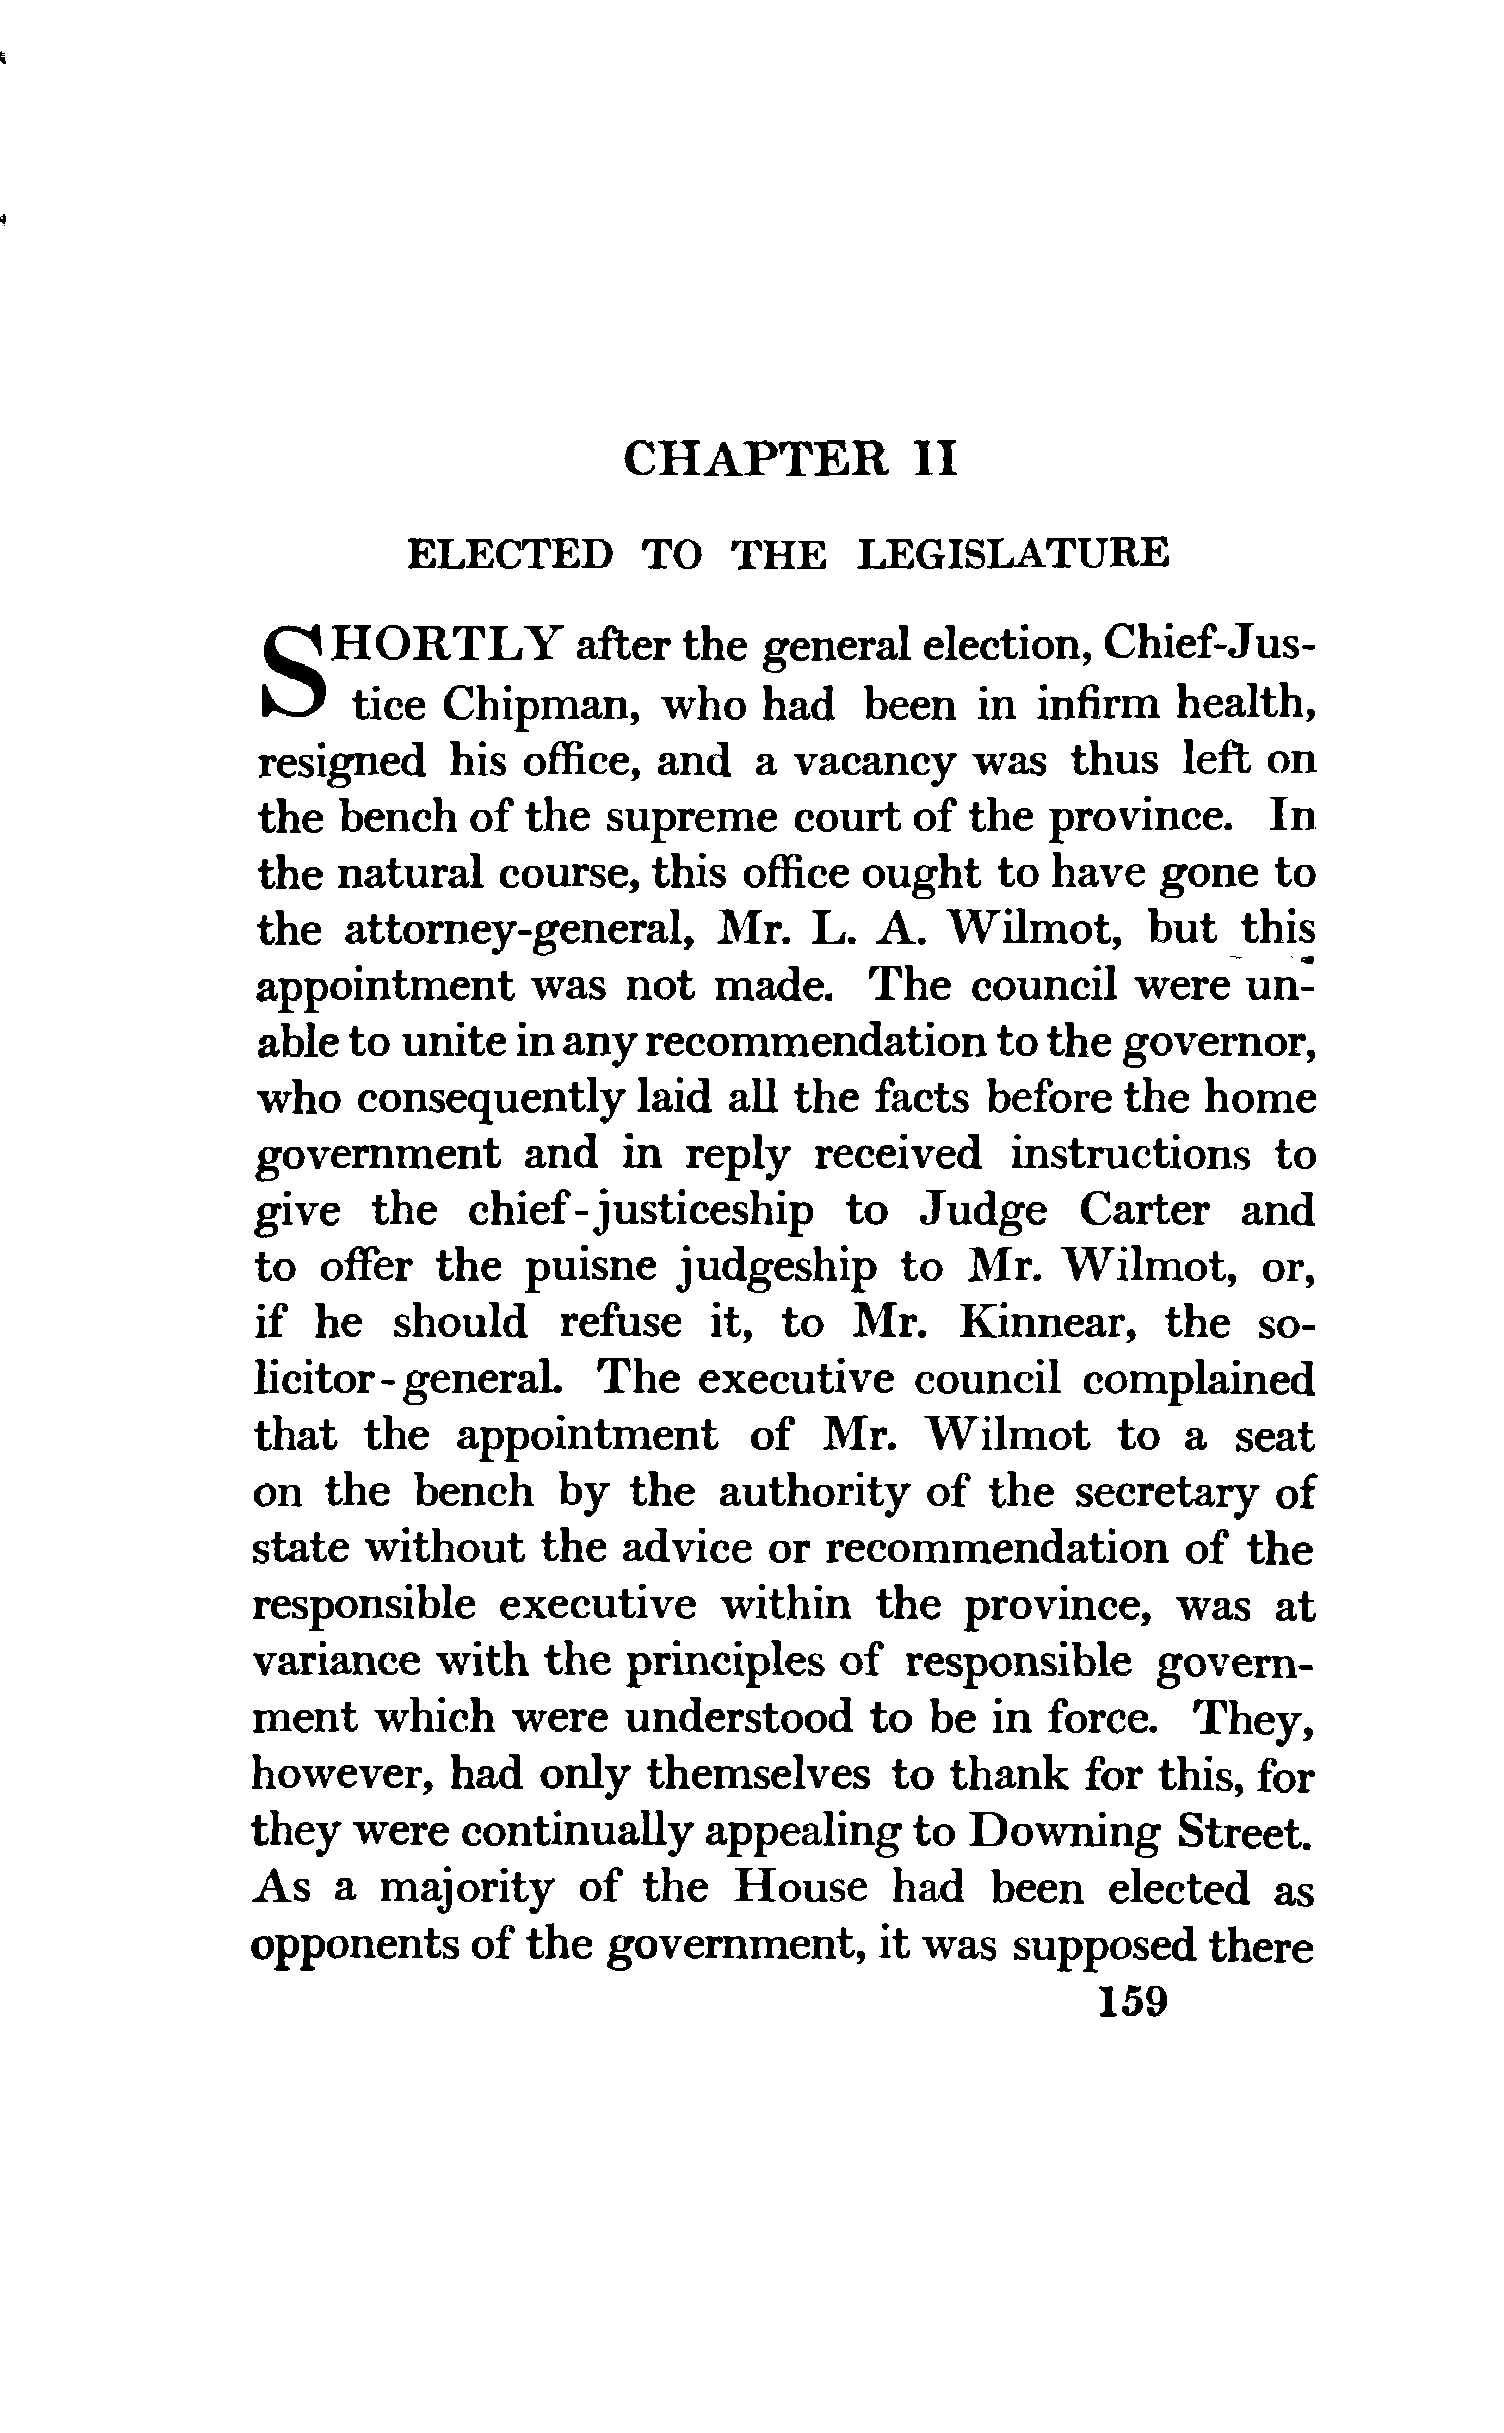 CHAPTER II
ELECTED TO THE LEGISLATURE
SHORTLY after the general election, Chief-Jus-
tice Chipman, who had been in infirm health,
resigned his office, and a vacancy was thus left on
the bench of the supreme court of the province. In
the natural course, this office ought to have gone to
the attorney-general, Mr. L. A. Wilmot, but this
appointment was not made. The council were un-
able to unite in any recommendation to the governor,
who consequently laid all the facts before the home
government and in reply received instructions to
give the chief-justiceship to Judge Carter and
to offer the puisne judgeship to Mr. Wilmot, or,
if he should refuse it, to Mr. Kinnear, the so-
licitor-general. The executive council complained
that the appointment of Mr. Wilmot to a seat
on the bench by the authority of the secretary of
state without the advice or recommendation of the
responsible executive within the province, was at
variance with the principles of responsible govern-
ment which were understood to be in force. They,
however, had only themselves to thank for this, for
they were continually appealing to Downing Street.
As a majority of the House had been elected as
opponents of the government, it was supposed there
159